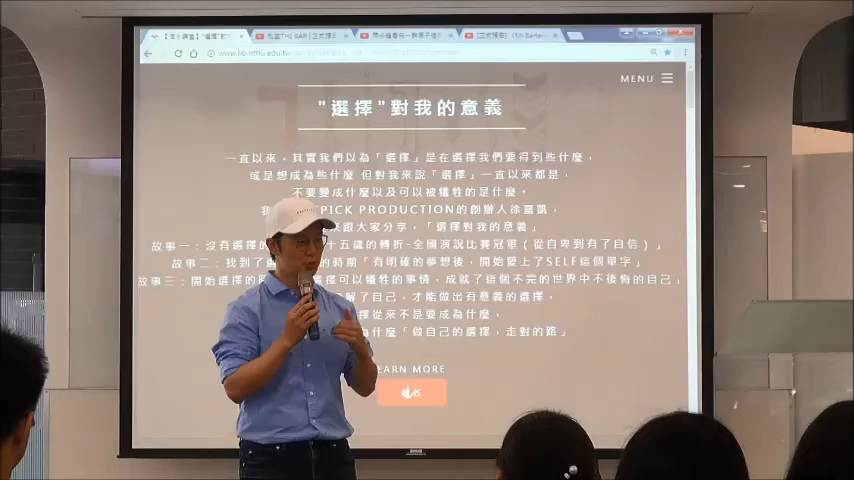 www.lib.nthu.edu.tw
MENU
"選擇"對我的意義
一直以來，其實我們以為「選擇」是在選擇我們要得到些什麼，
或是想成為些什麼 但對我來說「選擇」一直以來都是，
不要變成什麼以及可以被犧牲的是什麼。
PICK PRODUCTION的創辦人徐嘉凱，
跟大家分享，「選擇對我的意義」
故事一：沒有選擇的 十五歲的轉折-全國演說比賽冠軍（從自卑到有了自信）」
故事二：找到了 的時期「有明確的夢想後，開始愛上了SELF這個單字」
故事三：開始選擇的 選擇可以犧牲的事情，成就了這個不完的世界中不後悔的自己」
解了自己，才能做出有意義的選擇，
擇從來不是要成為什麼，
為什麼「做自己的選擇，走對的路」
LEARN MORE